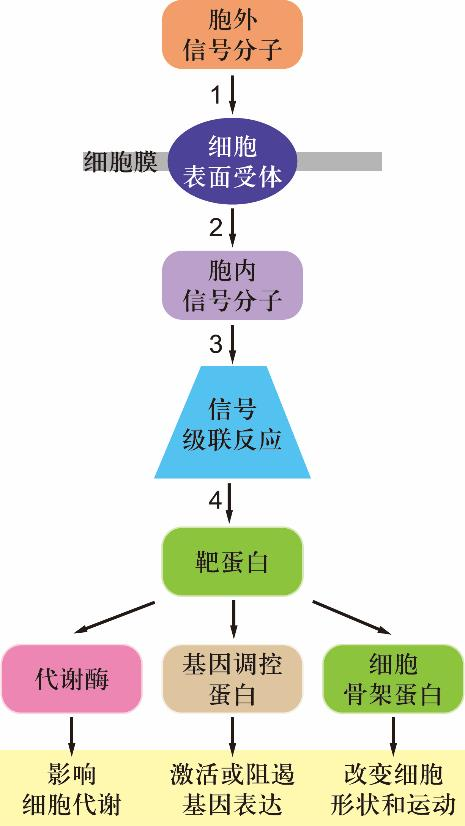 胞外
信号分子
1
细胞膜
细胞
表面受体
2
胞内
信号分子
3
信号
级联反应
4
靶蛋白
代谢酶
基因调控
蛋白
细胞
骨架蛋白
影响
细胞代谢
激活或阻遏
基因表达
改变细胞
形状和运动